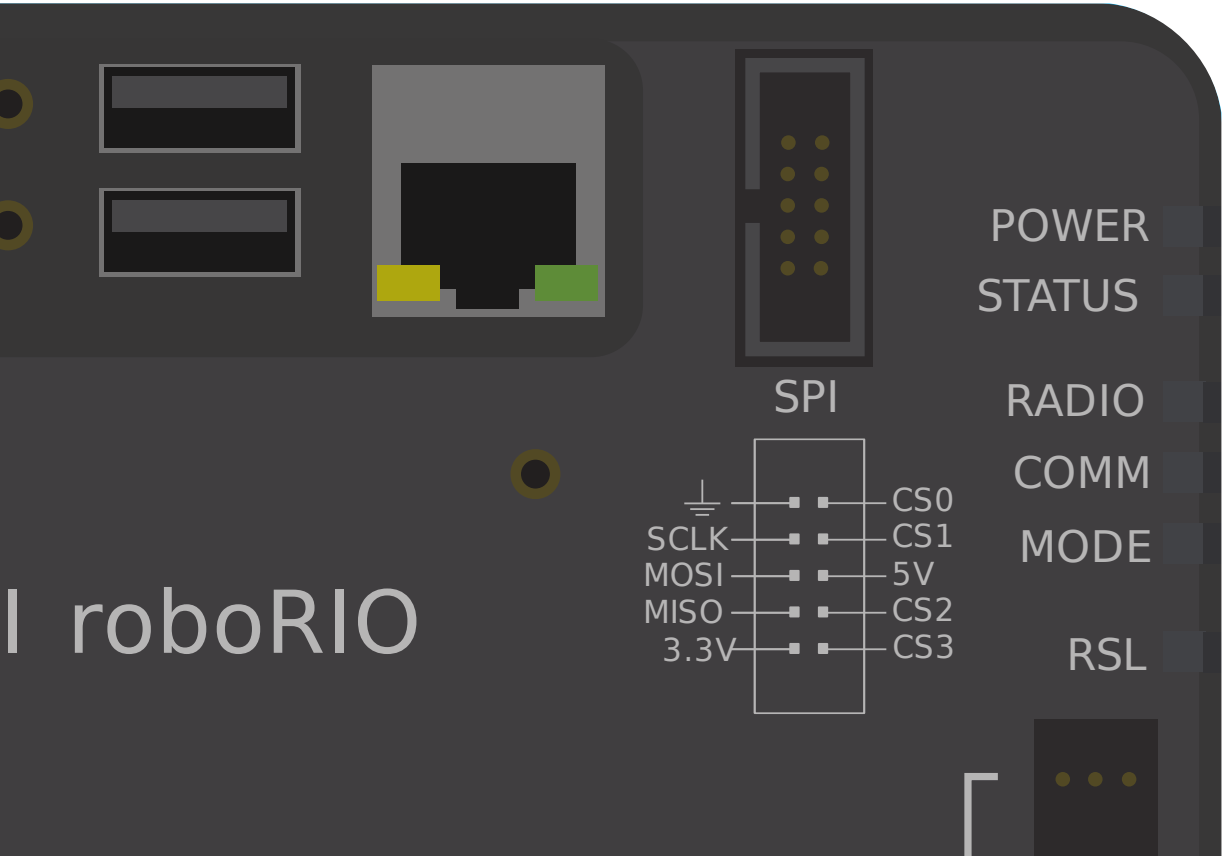 POWER
STATUS
SPI
RADIO
COMM
CS0
SCLK CS1
MODE
MOSI 5V
MISO CS2
3.3V CS3
I roboRIO
RSL